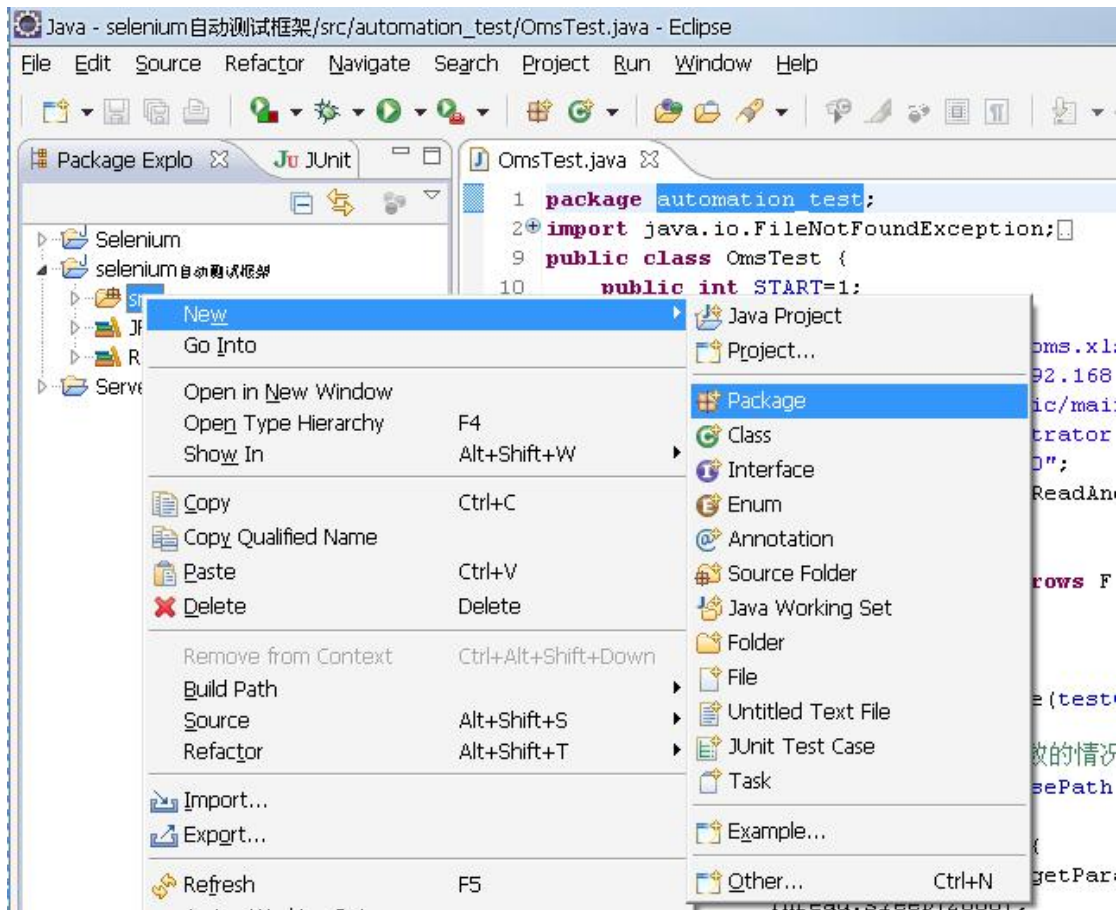 Java - selenium自动测试框架/src/automation_test/OmsTest.java - Eclipse
File Edit Source Refactor Navigate Search Project Run Window Help
Package Explo JUnit
OmsTest.java
1 package automation_test;
2 import java.io.FileNotFoundException;
9 public class OmsTest {
10 public int START=1;
Selenium
selenium自动测试框架
New
Go Into
Open in New Window
Open Type Hierarchy F4
Show In Alt+Shift+W
Copy Ctrl+C
Copy Qualified Name
Paste Ctrl+V
Delete Delete
Remove from Context Ctrl+Alt+Shift+Down
Build Path
Source Alt+Shift+S
Refactor Alt+Shift+T
Import...
Export...
Refresh F5
Java Project
Project...
Package
Class
Interface
Enum
Annotation
Source Folder
Java Working Set
Folder
File
Untitled Text File
JUnit Test Case
Task
Example...
Other... Ctrl+N
oms.xl
92.168
ic/mai
trator
0";
ReadAn
rows F
e(test
数的情况
sePath
{
getPar